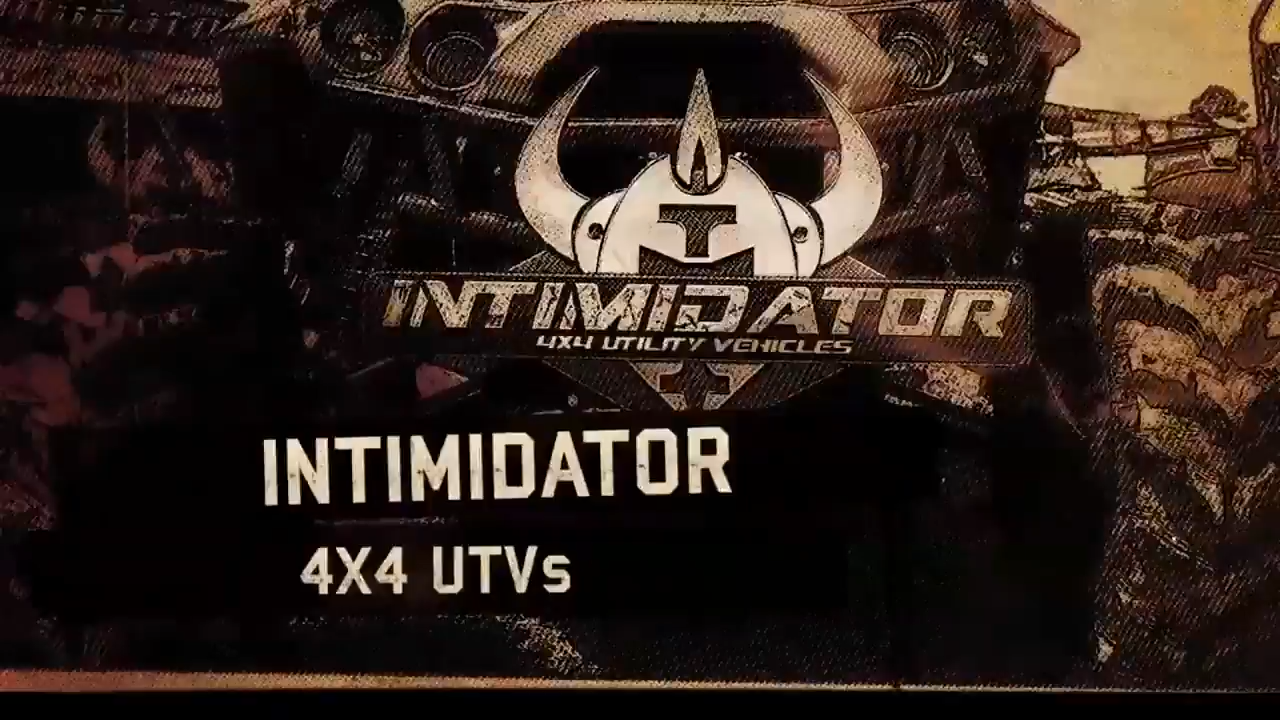 T
INTIMIDATOR
4X4 UTILITY VEHICLES
INTIMIDATOR
4X4 UTVs